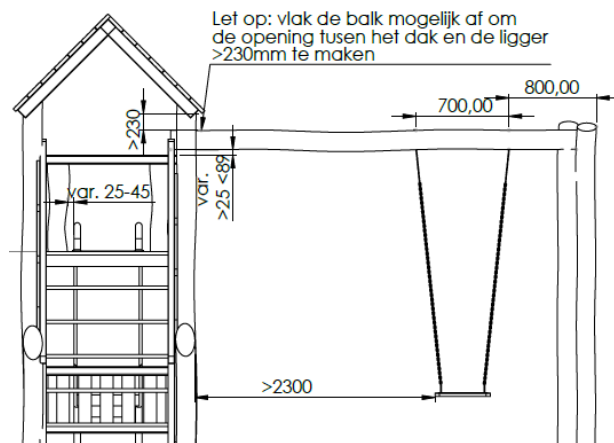 Let op: vlak de balk mogelijk af om
de opening tusen het dak en de ligger
>230mm te maken
800,00
700,00
>230
var.
>25 <89
var. 25-45
>2300